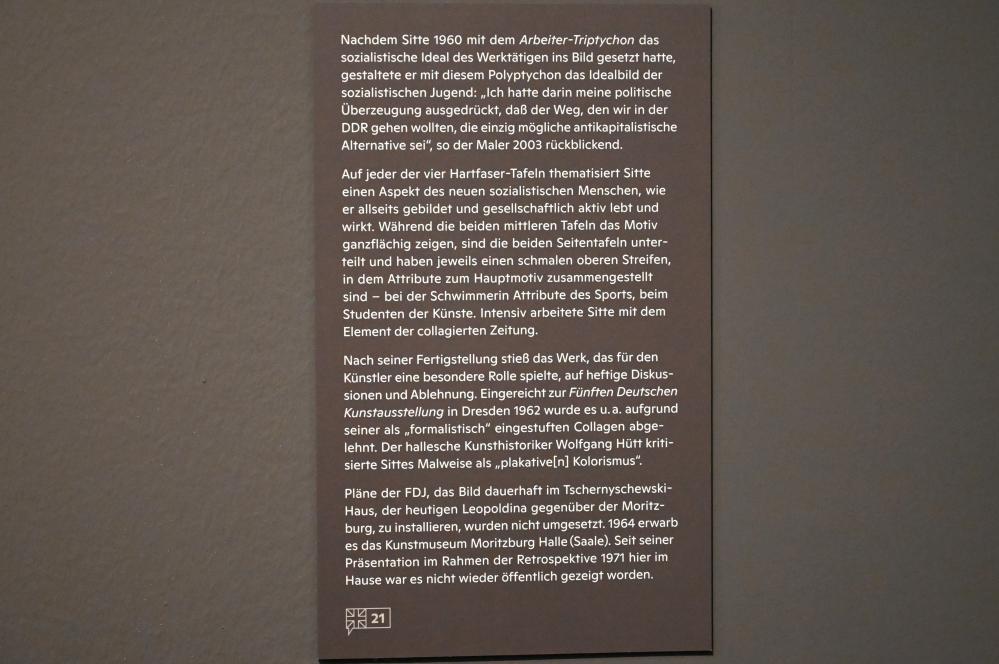 Nachdem Sitte 1960 mit dem Arbeiter-Triptychon das
sozialistische Ideal des Werktätigen ins Bild gesetzt hatte,
gestaltete er mit diesem Polyptychon das Idealbild der
sozialistischen Jugend: „Ich hatte darin meine politische
Überzeugung ausgedrückt, daß der Weg, den wir in der
DDR gehen wollten, die einzig mögliche antikapitalistische
Alternative sei“, so der Maler 2003 rückblickend.
Auf jeder der vier Hartfaser-Tafeln thematisiert Sitte
einen Aspekt des neuen sozialistischen Menschen, wie
er allseits gebildet und gesellschaftlich aktiv lebt und
wirkt. Während die beiden mittleren Tafeln das Motiv
ganzflächig zeigen, sind die beiden Seitentafeln unter-
teilt und haben jeweils einen schmalen oberen Streifen,
in dem Attribute zum Hauptmotiv zusammengestellt
sind – bei der Schwimmerin Attribute des Sports, beim
Studenten der Künste. Intensiv arbeitete Sitte mit dem
Element der collagierten Zeitung.
Nach seiner Fertigstellung stieß das Werk, das für den
Künstler eine besondere Rolle spielte, auf heftige Diskus-
sionen und Ablehnung. Eingereicht zur Fünften Deutschen
Kunstausstellung in Dresden 1962 wurde es u. a. aufgrund
seiner als „formalistisch“ eingestuften Collagen abge-
lehnt. Der hallesche Kunsthistoriker Wolfgang Hütt kriti-
sierte Sittes Malweise als „plakative[n] Kolorismus“.
Pläne der FDJ, das Bild dauerhaft im Tschernyschewski-
Haus, der heutigen Leopoldina gegenüber der Moritz-
burg, zu installieren, wurden nicht umgesetzt. 1964 erwarb
es das Kunstmuseum Moritzburg Halle (Saale). Seit seiner
Präsentation im Rahmen der Retrospektive 1971 hier im
Hause war es nicht wieder öffentlich gezeigt worden.
21